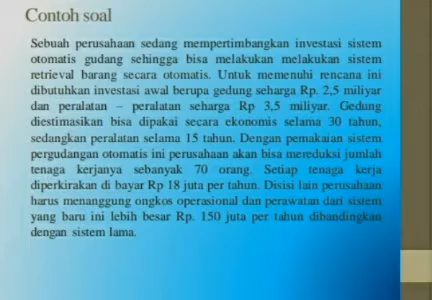 Contoh soal
Sebuah perusahaan sedang mempertimbangkan investasi sistem
otomatis gudang sehingga bisa melakukan melakukan sistem
retrieval barang secara otomatis. Untuk memenuhi rencana ini
dibutuhkan investasi awal berupa gedung seharga Rp. 2,5 miliyar
dan peralatan – peralatan seharga Rp 3,5 miliyar. Gedung
diestimasikan bisa dipakai secara ekonomis selama 30 tahun,
sedangkan peralatan selama 15 tahun. Dengan pemakaian sistem
pergudangan otomatis ini perusahaan akan bisa mereduksi jumlah
tenaga kerjanya sebanyak 70 orang. Setiap tenaga kerja
diperkirakan di bayar Rp 18 juta per tahun. Disisi lain perusahaan
harus menanggung ongkos operasional dan perawatan dari sistem
yang baru ini lebih besar Rp. 150 juta per tahun dibandingkan
dengan sistem lama.